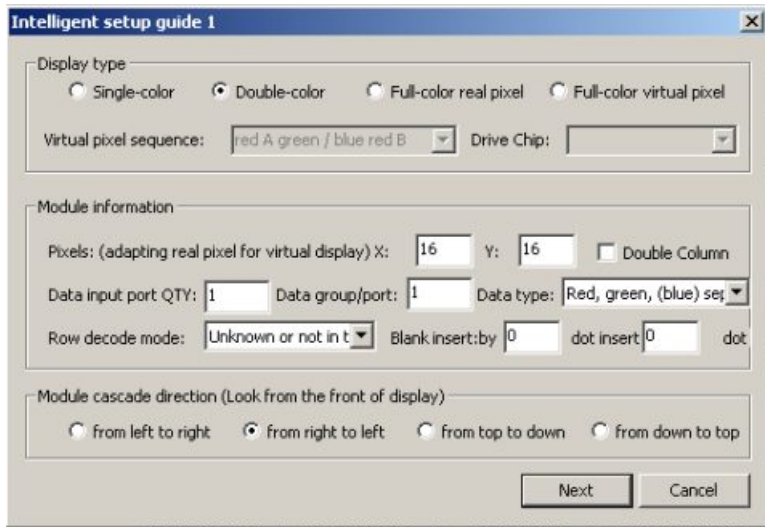 Intelligent setup guide 1
Display type
Single-color Double-color Full-color real pixel Full-color virtual pixel
Virtual pixel sequence: red A green / blue red B Drive Chip:
Module information
Pixels: (adapting real pixel for virtual display) X: 16 Y: 16 Double Column
Data input port QTY: 1 Data group/port: 1 Data type: Red, green, (blue) sep
Row decode mode: Unknown or not in t Blank insert:by 0 dot insert 0 dot
Module cascade direction (Look from the front of display)
from left to right from right to left from top to down from down to top
Next Cancel